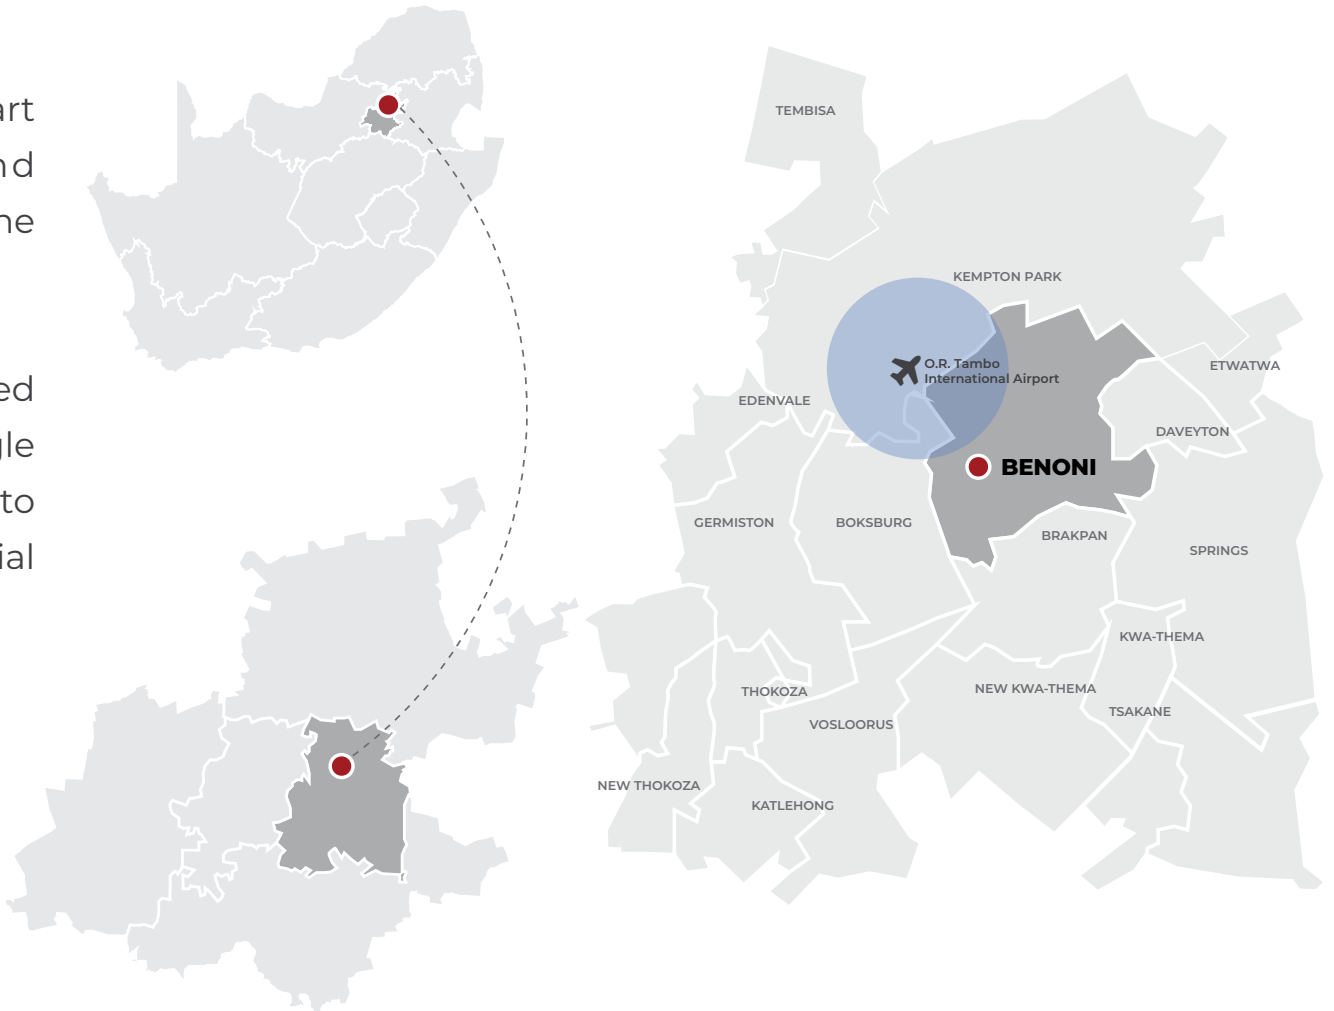 art
nd
ne
ed
gle
to
ial
TEMBISA
KEMPTON PARK
O.R. Tambo
International Airport
ETWATWA
EDENVALE
DAVEYTON
BENONI
GERMISTON
BOKSBURG
BRAKPAN
SPRINGS
KWA-THEMA
THOKOZA
NEW KWA-THEMA
TSAKANE
VOSLOORUS
NEW THOKOZA
KATLEHONG